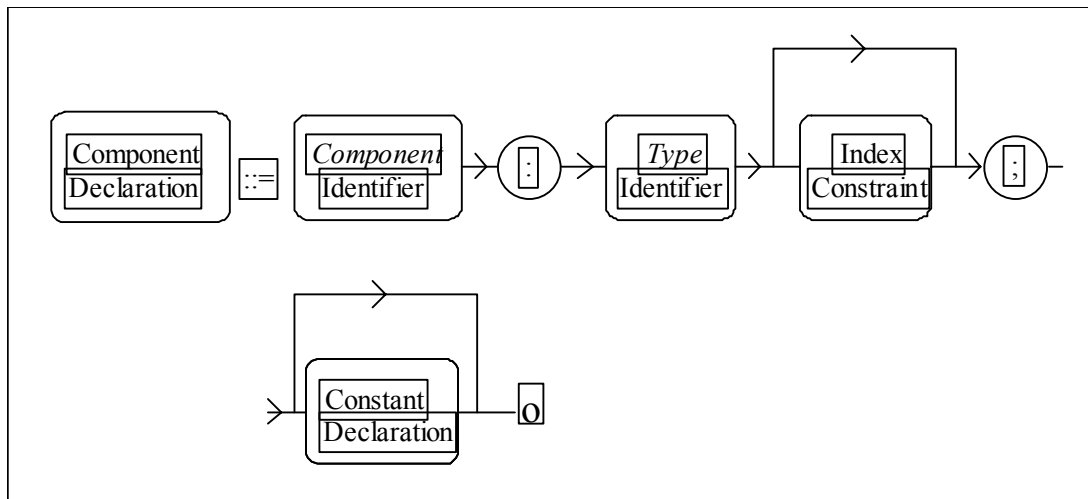 Component
Declaration
::=
Component
Identifier
:
Type
Identifier
Index
Constraint
;
Constant
Declaration
o